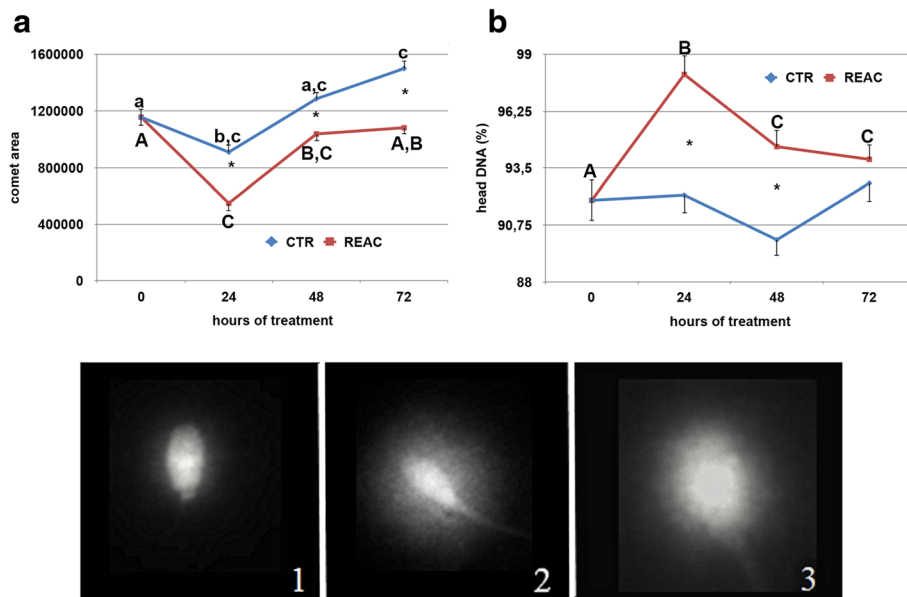 a
1600000
1200000
800000
400000
0
comet area
a
A
b,c
*
C
a,c
*
B,C
c
*
A,B
CTR REAC
0 24 48 72
hours of treatment
b
99
96,25
93,5
90,75
88
head DNA (%)
CTR REAC
A
B
*
C
*
C
0 24 48 72
hours of treatment
1
2
3